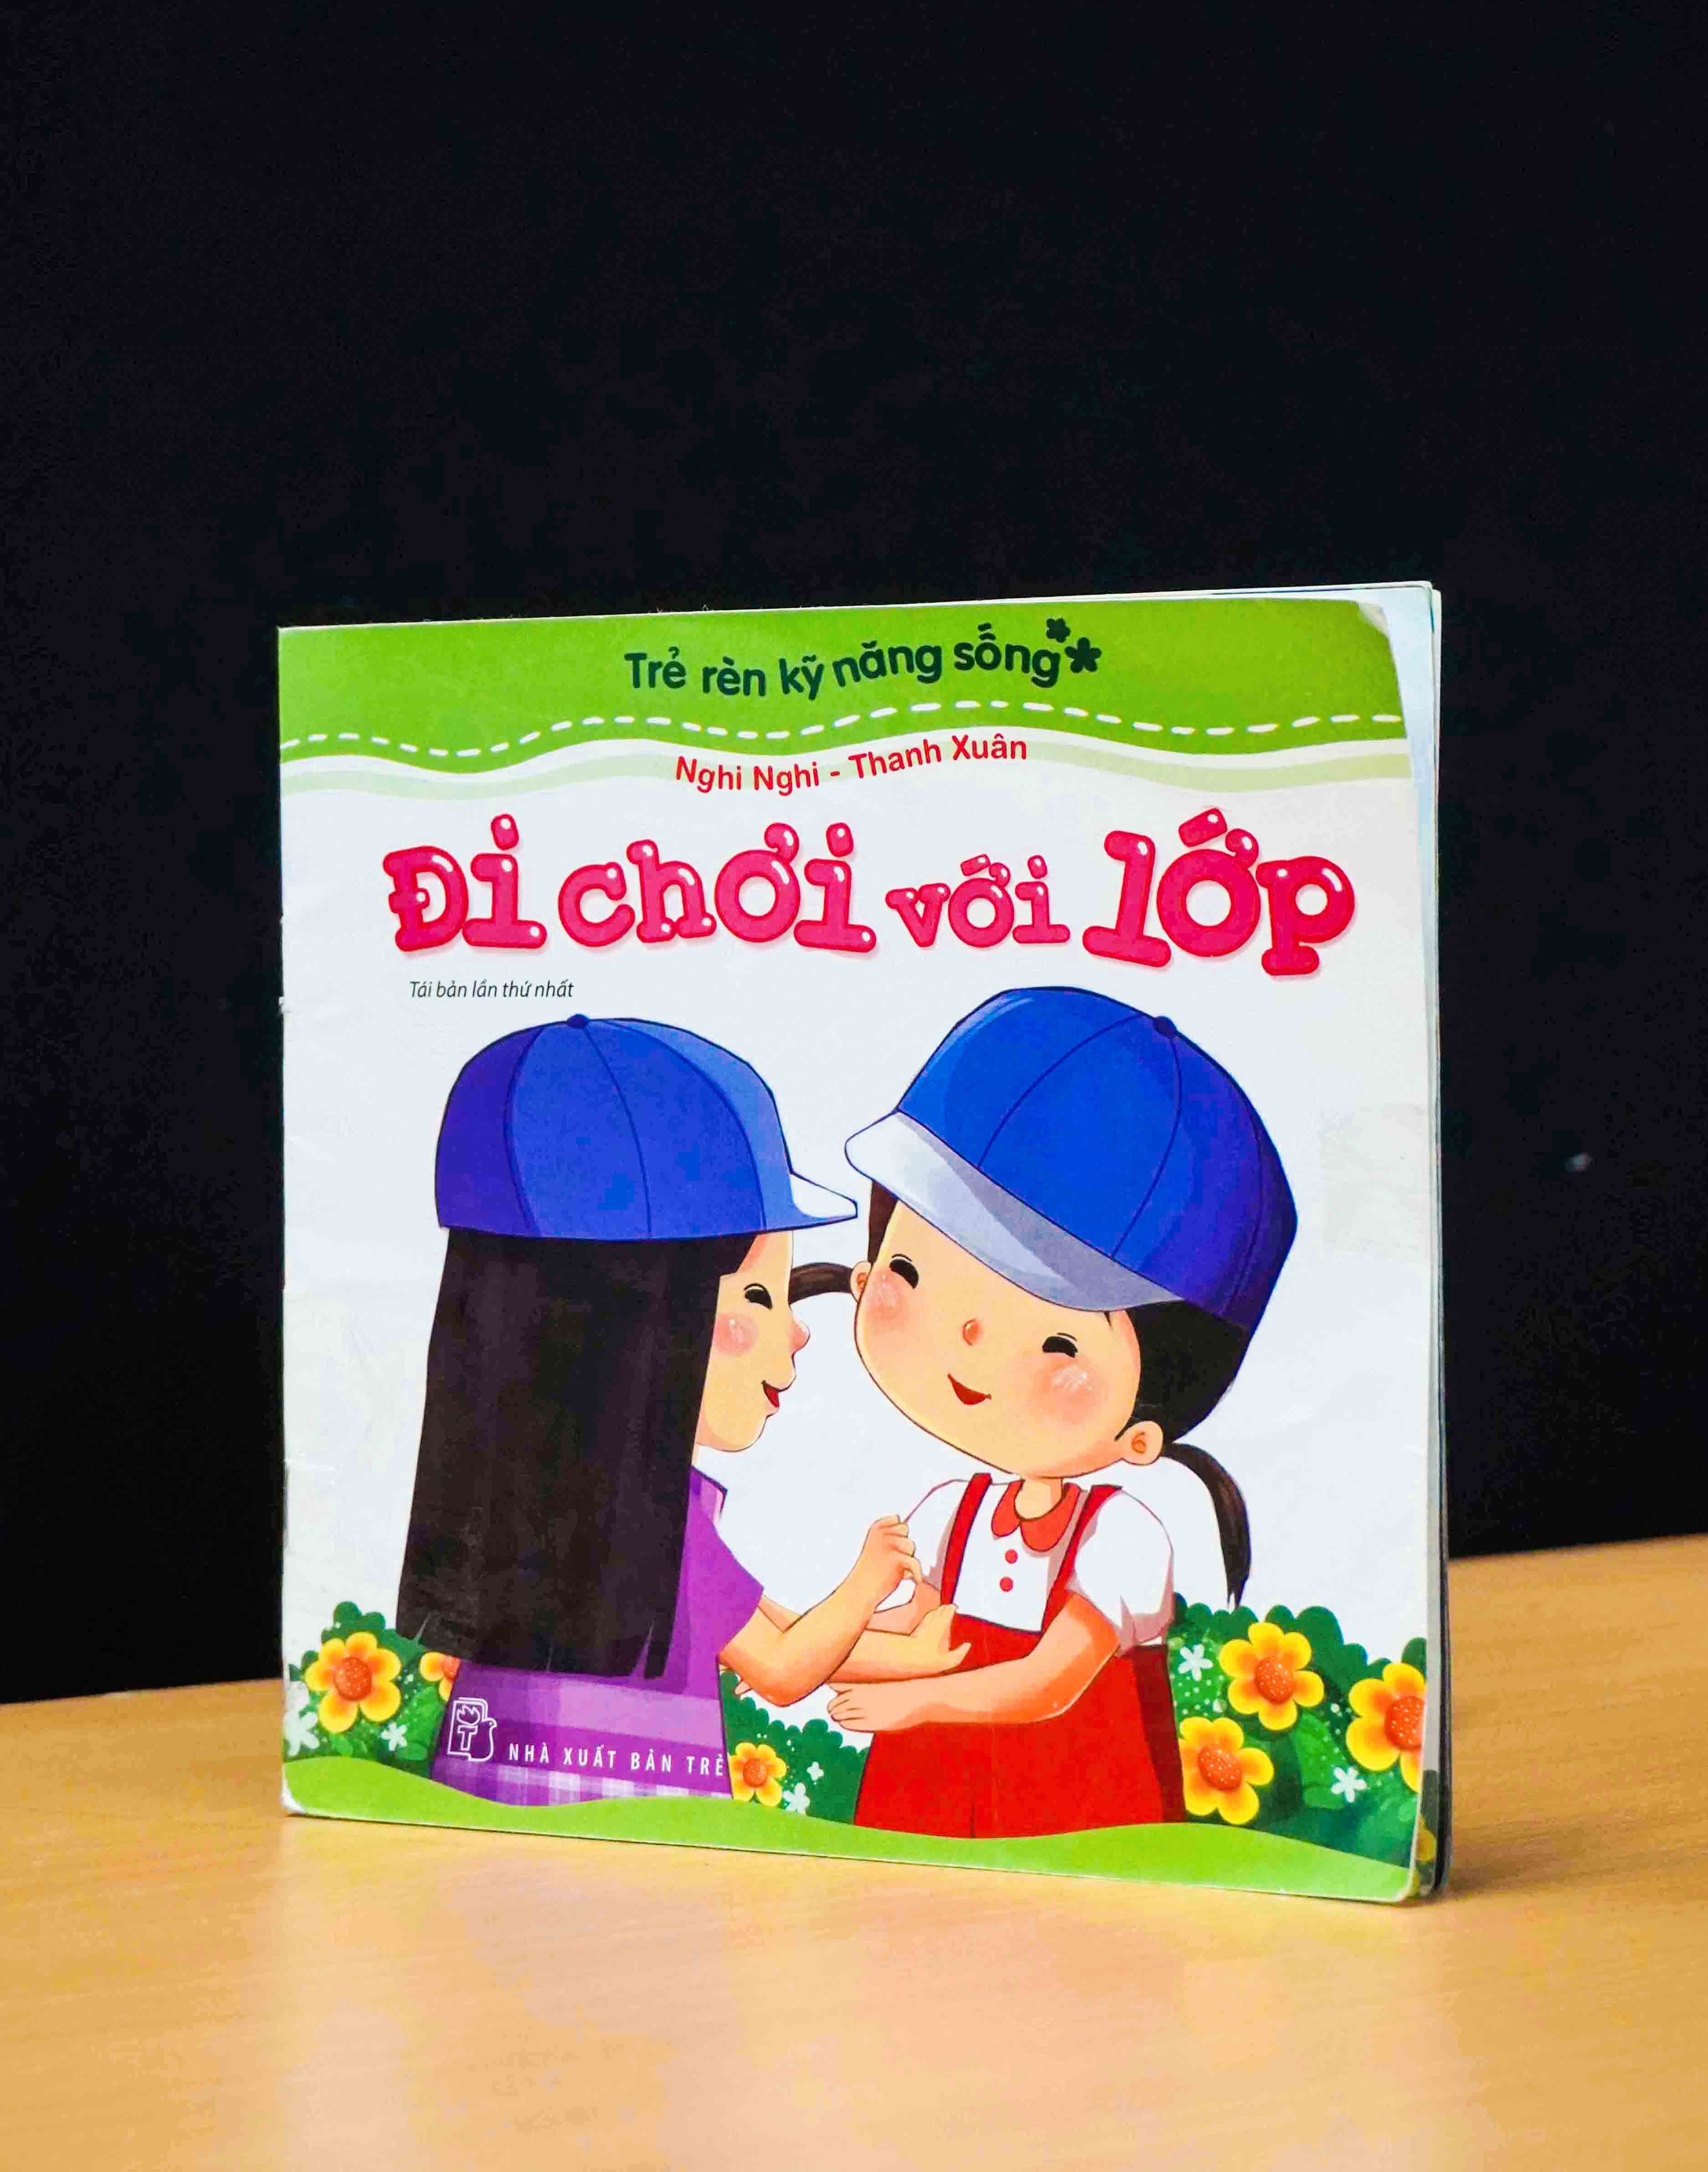 Trẻ rèn kỹ năng sống
Nghi Nghi - Thanh Xuân
Đi chơi với lớp
Tái bản lần thứ nhất
NHÀ XUẤT BẢN TRẺ